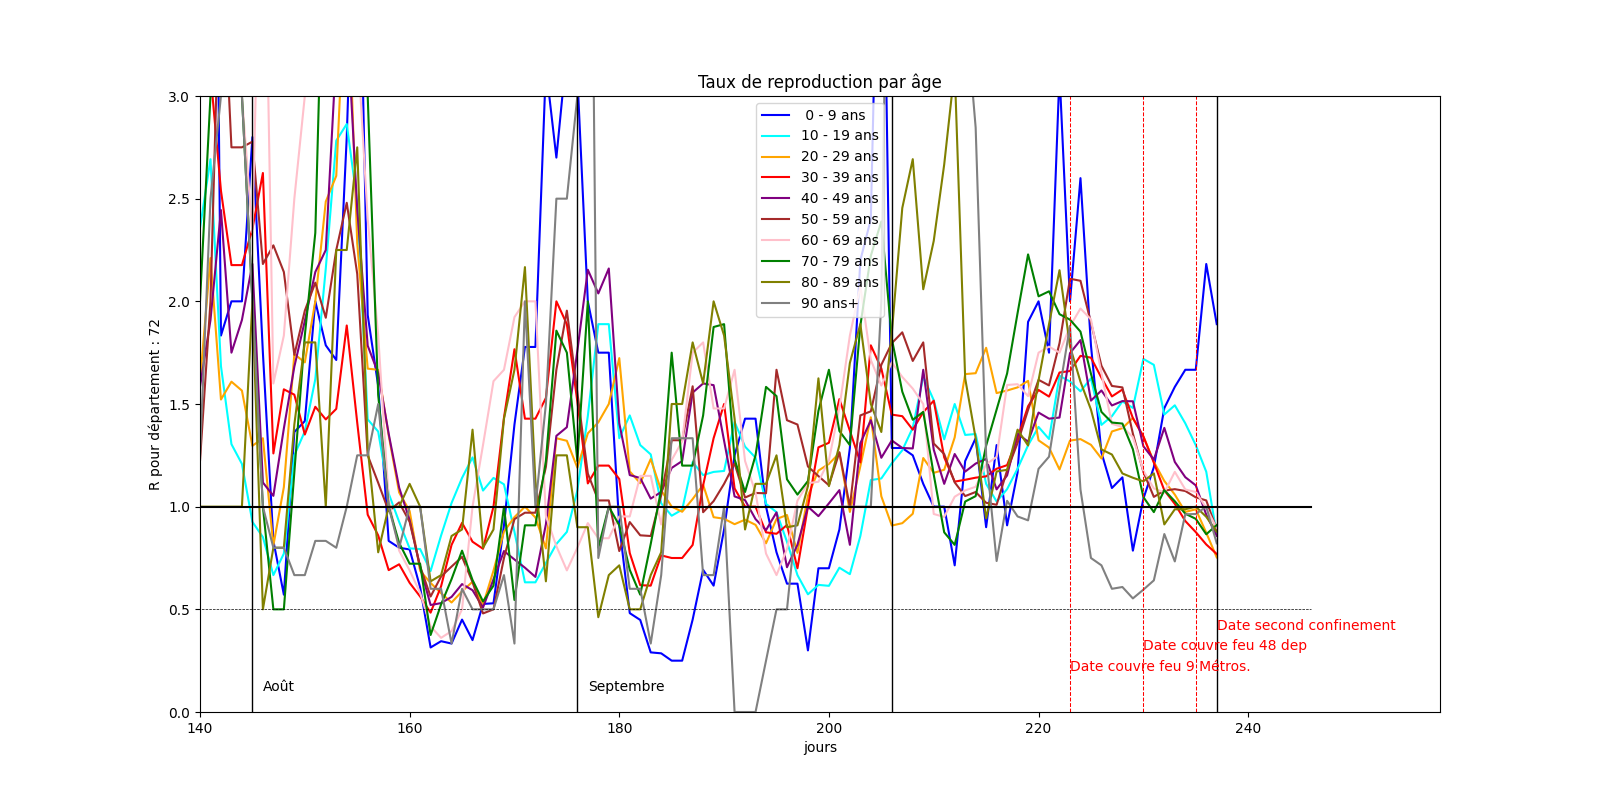 Taux de reproduction par âge
R pour département : 72
3.0
2.5
2.0
1.5
1.0
0.5
0.0
0 - 9 ans
10 - 19 ans
20 - 29 ans
30 - 39 ans
40 - 49 ans
50 - 59 ans
60 - 69 ans
70 - 79 ans
80 - 89 ans
90 ans+
Date second confinement
Date couvre feu 48 dep
Date couvre feu 9 Métros.
Août
Septembre
140
160
180
200
220
240
jours